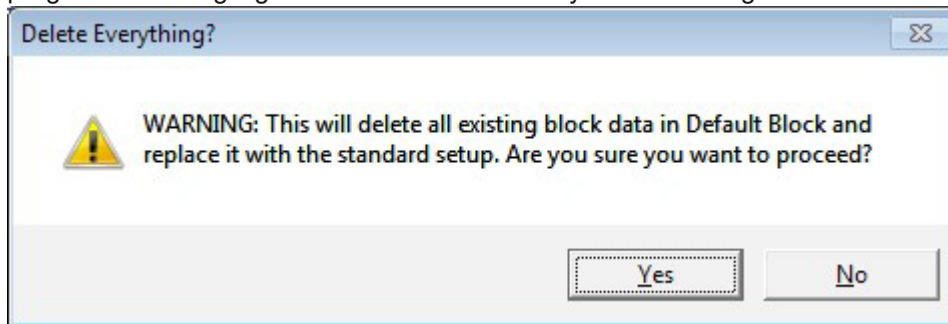 Delete Everything?
WARNING: This will delete all existing block data in Default Block and
replace it with the standard setup. Are you sure you want to proceed?
Yes
No